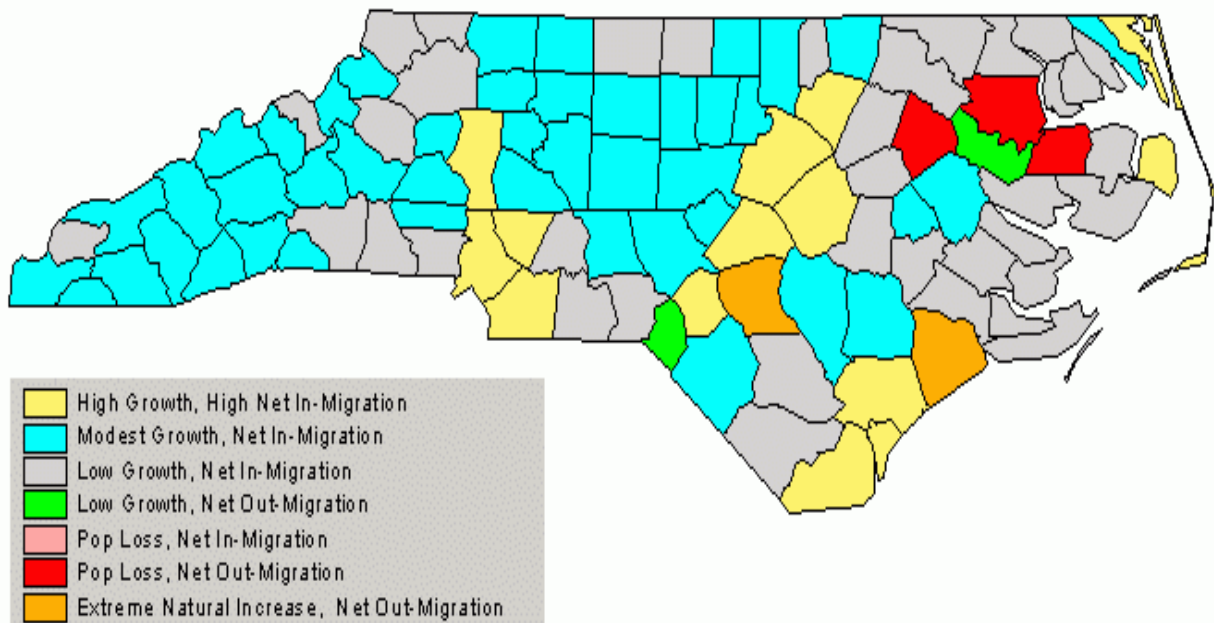 High Growth, High Net In-Migration
Modest Growth, Net In-Migration
Low Growth, Net In-Migration
Low Growth, Net Out-Migration
Pop Loss, Net In-Migration
Pop Loss, Net Out-Migration
Extreme Natural Increase, Net Out-Migration